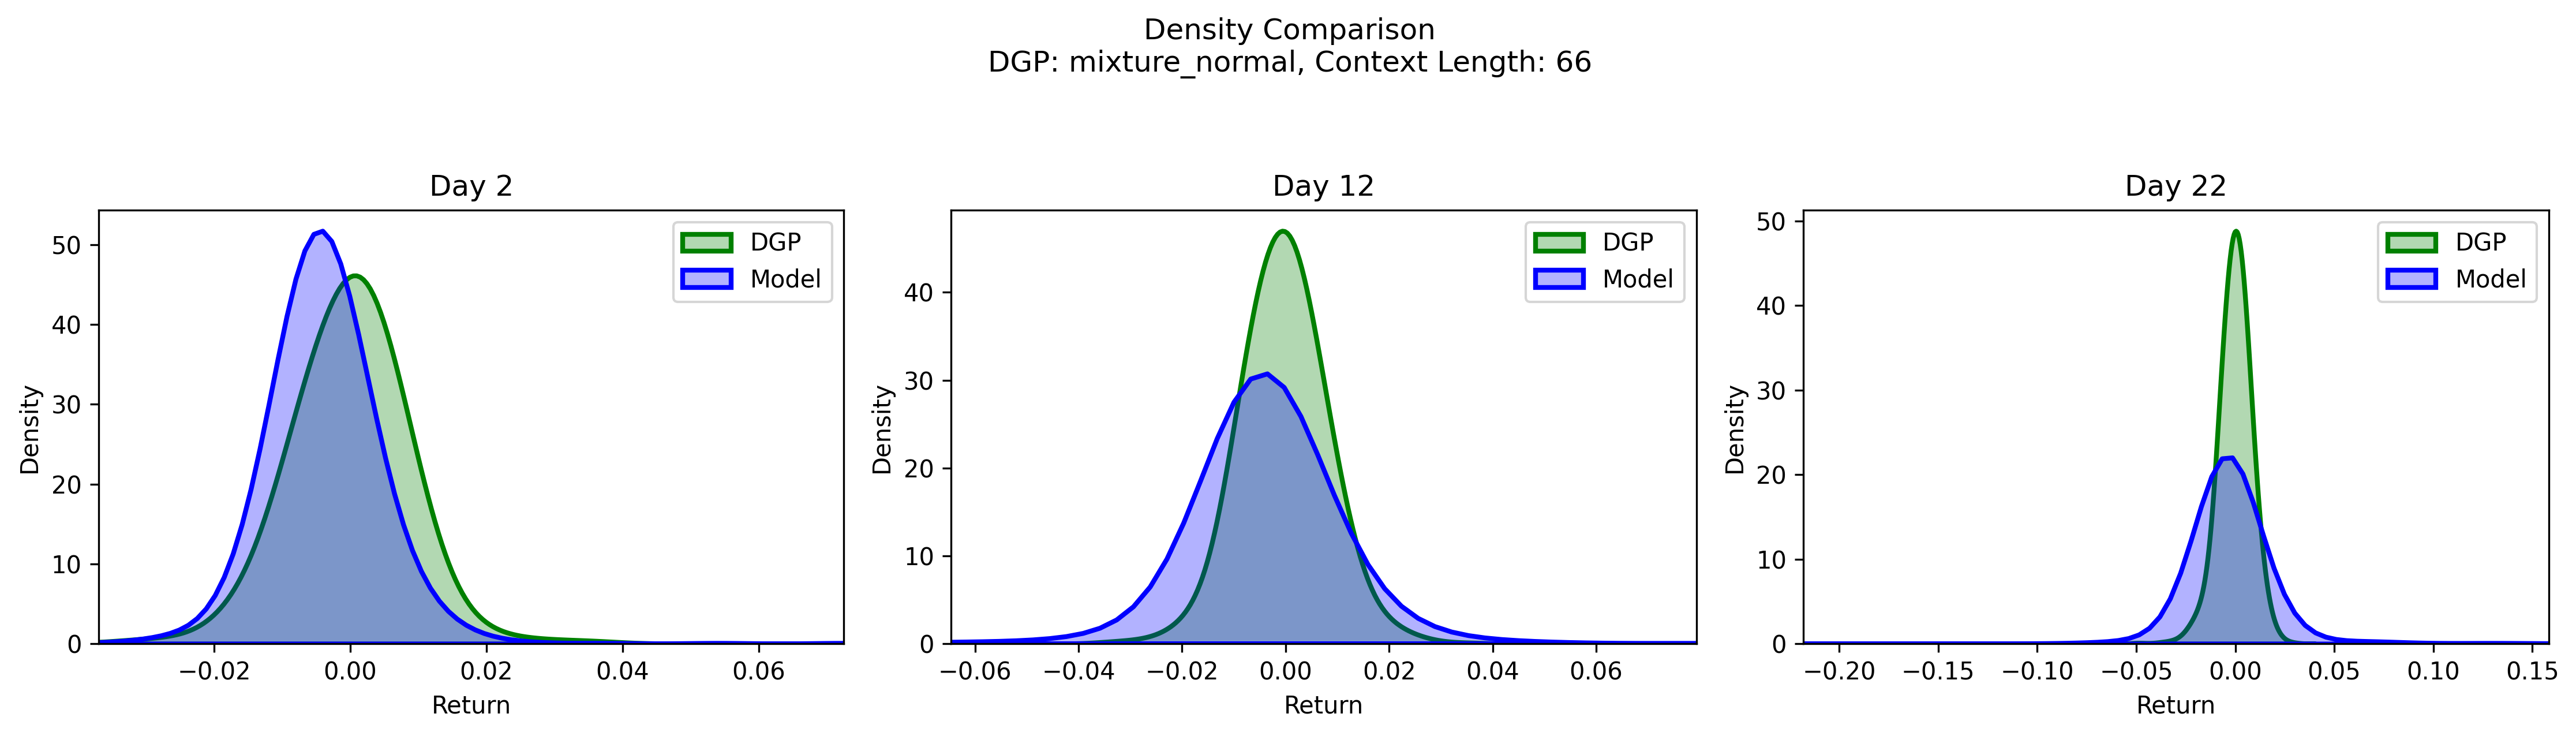 Density Comparison
DGP: mixture_normal, Context Length: 66
Day 2
Density
50
40
30
20
10
0
DGP
Model
−0.02 0.00 0.02 0.04 0.06
Return
Day 12
Density
40
30
20
10
0
DGP
Model
−0.06 −0.04 −0.02 0.00 0.02 0.04 0.06
Return
Day 22
Density
50
40
30
20
10
0
DGP
Model
−0.20 −0.15 −0.10 −0.05 0.00 0.05 0.10 0.15
Return